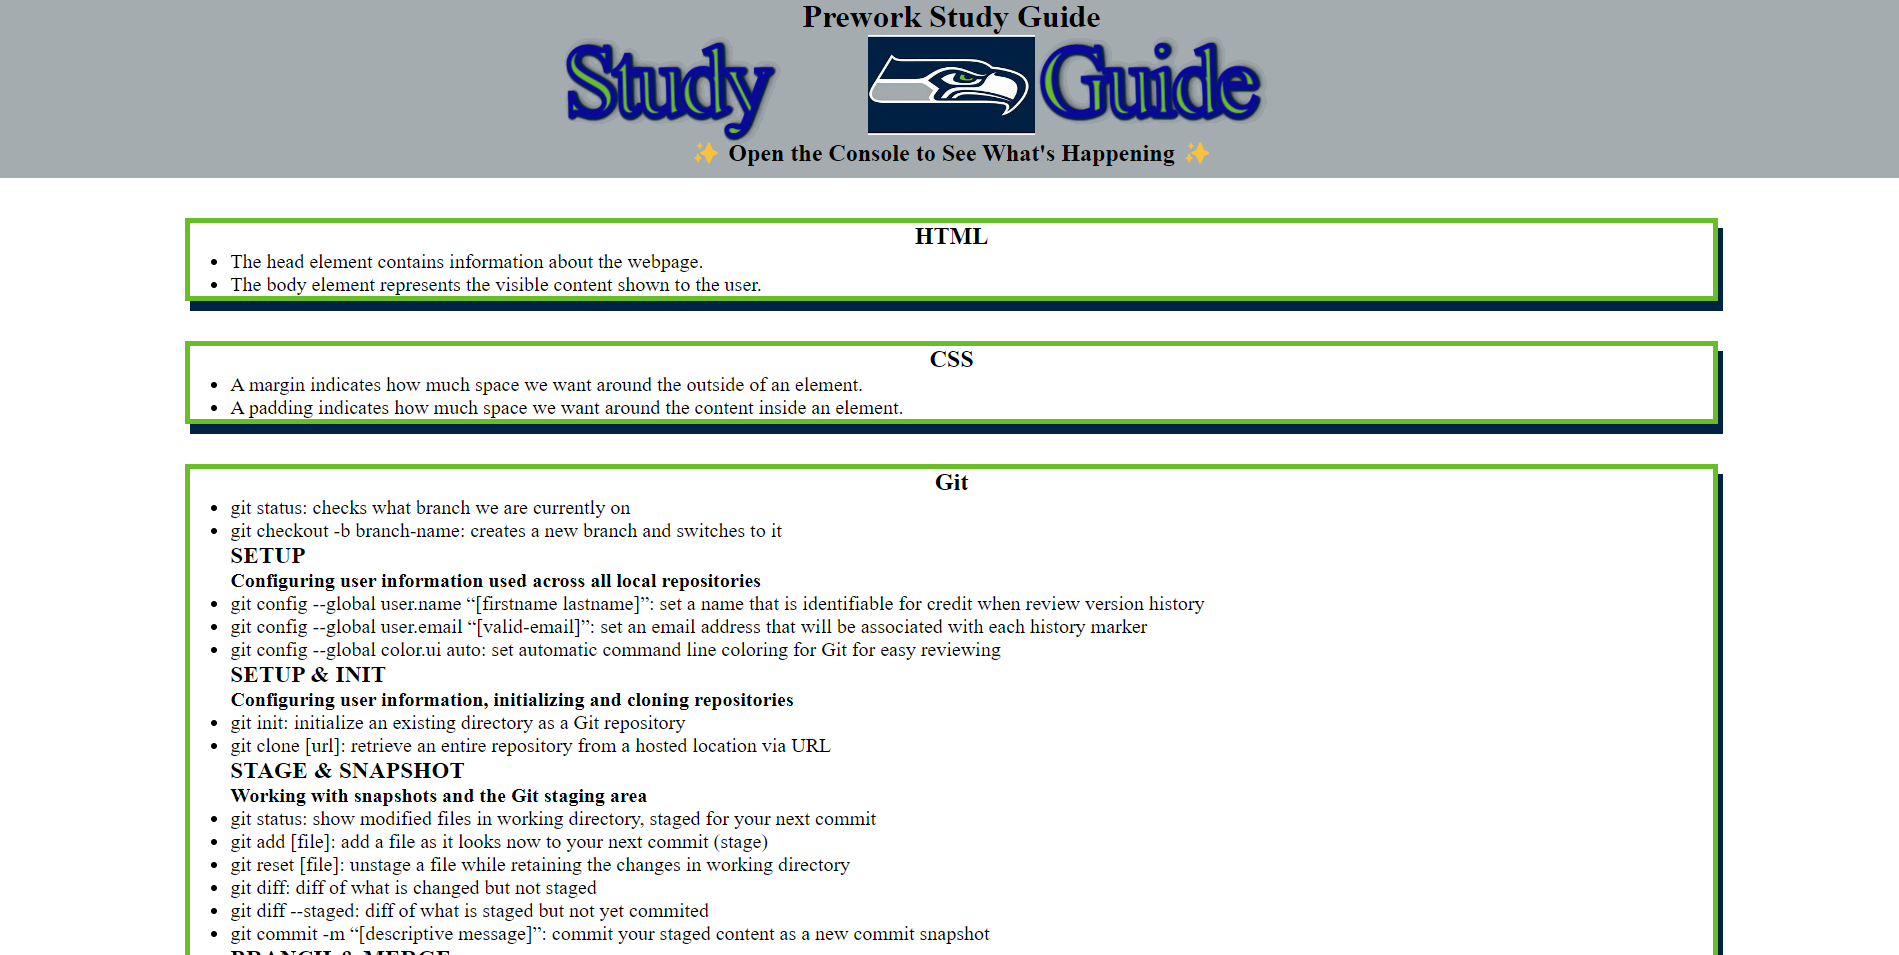 Prework Study Guide
Study Guide
✨ Open the Console to See What's Happening ✨
HTML
• The head element contains information about the webpage.
• The body element represents the visible content shown to the user.
CSS
• A margin indicates how much space we want around the outside of an element.
• A padding indicates how much space we want around the content inside an element.
Git
• git status: checks what branch we are currently on
• git checkout -b branch-name: creates a new branch and switches to it
SETUP
Configuring user information used across all local repositories
• git config --global user.name “[firstname lastname]”: set a name that is identifiable for credit when review version history
• git config --global user.email “[valid-email]”: set an email address that will be associated with each history marker
• git config --global color.ui auto: set automatic command line coloring for Git for easy reviewing
SETUP & INIT
Configuring user information, initializing and cloning repositories
• git init: initialize an existing directory as a Git repository
• git clone [url]: retrieve an entire repository from a hosted location via URL
STAGE & SNAPSHOT
Working with snapshots and the Git staging area
• git status: show modified files in working directory, staged for your next commit
• git add [file]: add a file as it looks now to your next commit (stage)
• git reset [file]: unstage a file while retaining the changes in working directory
• git diff: diff of what is changed but not staged
• git diff --staged: diff of what is staged but not yet commited
• git commit -m “[descriptive message]”: commit your staged content as a new commit snapshot
BRANCH & MERGE